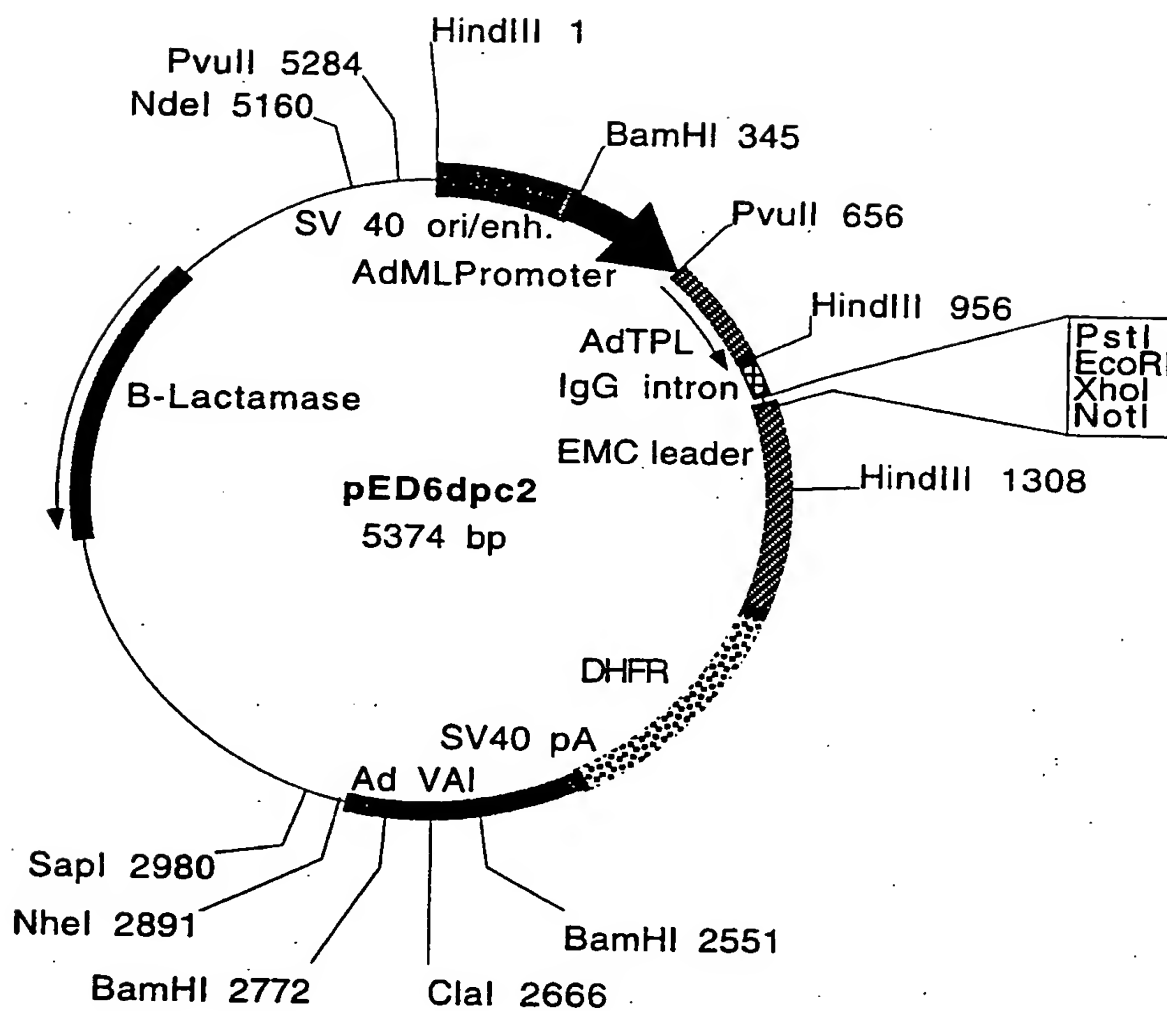 HindIII 1
PvuII 5284
NdeI 5160
BamHI 345
SV 40 ori/enh.
PvuII 656
AdMLPromoter
HindIII 956
AdTPL
IgG intron
PstI
EcoRI
XhoI
NotI
B-Lactamase
EMC leader
HindIII 1308
pED6dpc2
5374 bp
DHFR
SV40 pA
Ad VAI
SapI 2980
NheI 2891
BamHI 2551
BamHI 2772
ClaI 2666